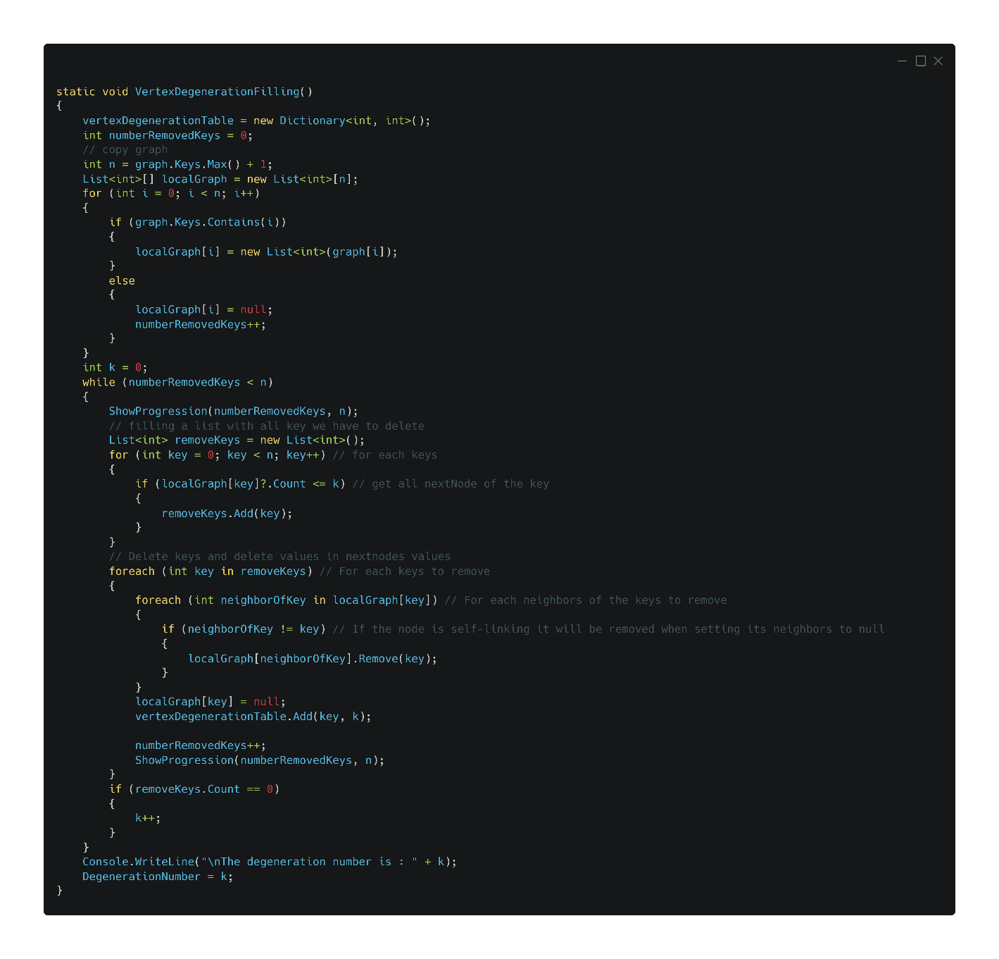 static void VertexDegenerationFilling()
{
    vertexDegenerationTable = new Dictionary<int, int>();
    int numberRemovedKeys = 0;
    // copy graph
    int n = graph.Keys.Max() + 1;
    List<int>[] localGraph = new List<int>[n];
    for (int i = 0; i < n; i++)
    {
        if (graph.Keys.Contains(i))
        {
            localGraph[i] = new List<int>(graph[i]);
        }
        else
        {
            localGraph[i] = null;
            numberRemovedKeys++;
        }
    }
    int k = 0;
    while (numberRemovedKeys < n)
    {
        ShowProgression(numberRemovedKeys, n);
        // filling a list with all key we have to delete
        List<int> removeKeys = new List<int>();
        for (int key = 0; key < n; key++) // for each keys
        {
            if (localGraph[key]?.Count <= k) // get all nextNode of the key
            {
                removeKeys.Add(key);
            }
        }
        // Delete keys and delete values in nextnodes values
        foreach (int key in removeKeys) // For each keys to remove
        {
            foreach (int neighborOfKey in localGraph[key]) // For each neighbors of the keys to remove
            {
                if (neighborOfKey != key) // If the node is self-linking it will be removed when setting its neighbors to null
                {
                    localGraph[neighborOfKey].Remove(key);
                }
            }
            localGraph[key] = null;
            vertexDegenerationTable.Add(key, k);

            numberRemovedKeys++;
            ShowProgression(numberRemovedKeys, n);
        }
        if (removeKeys.Count == 0)
        {
            k++;
        }
    }
    Console.WriteLine("\nThe degeneration number is : " + k);
    DegenerationNumber = k;
}